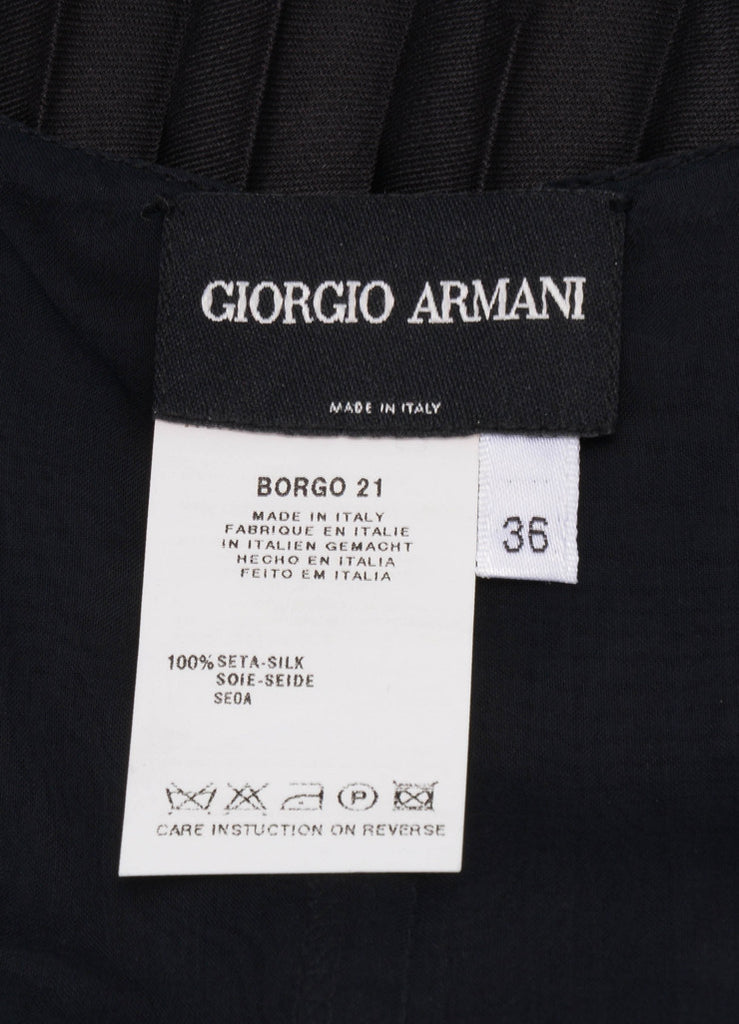 GIORGIO ARMANI
MADE IN ITALY
BORGO 21
MADE IN ITALY
FABRIQUE EN ITALIE
IN ITALIEN GEMACHT
HECHO EN ITALIA
FEITO EM ITALIA
36
100% SETA-SILK
SOIE-SEIDE
SEDA
P
CARE INSTUCTION ON REVERSE